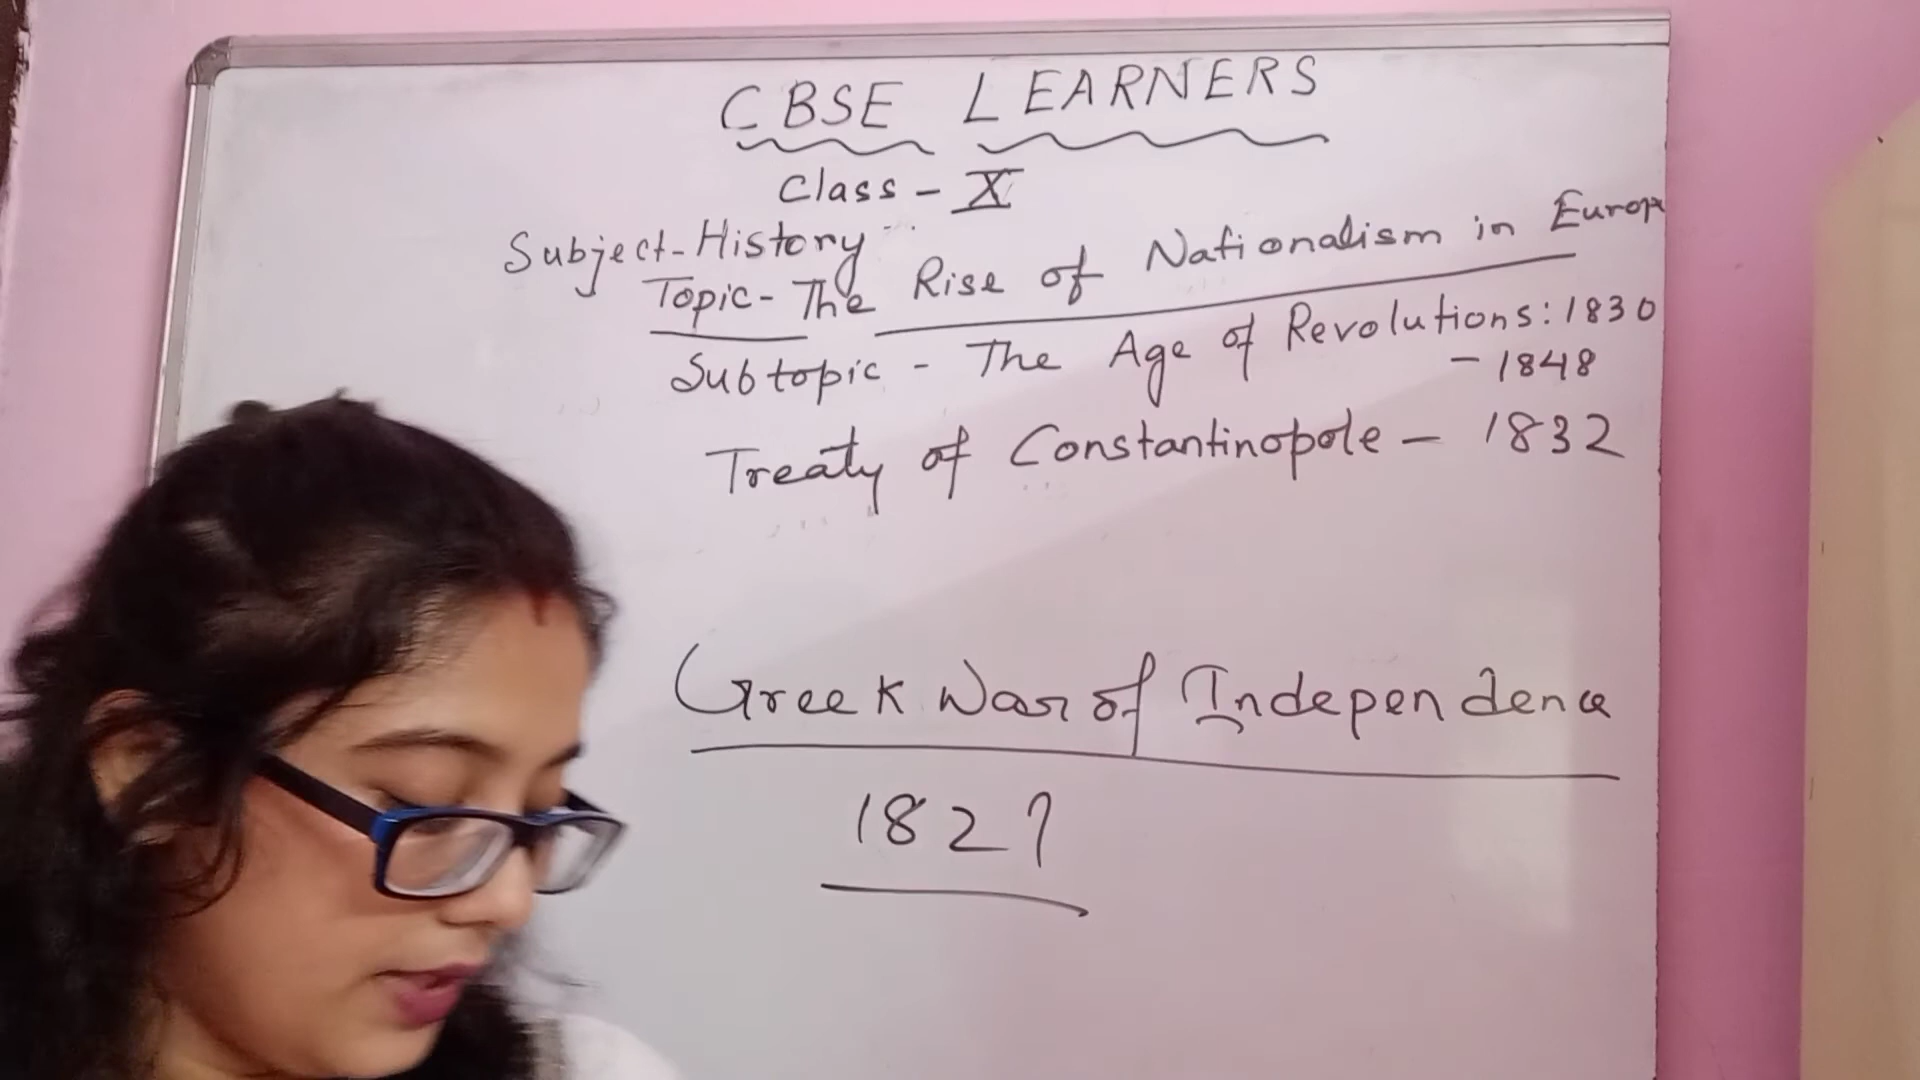 CBSE LEARNERS
Class - X
Subject - History
Topic - The Rise of Nationalism in Europe
Subtopic - The Age of Revolutions: 1830
- 1848
Treaty of Constantinopole - 1832
Greek War of Independence
1821